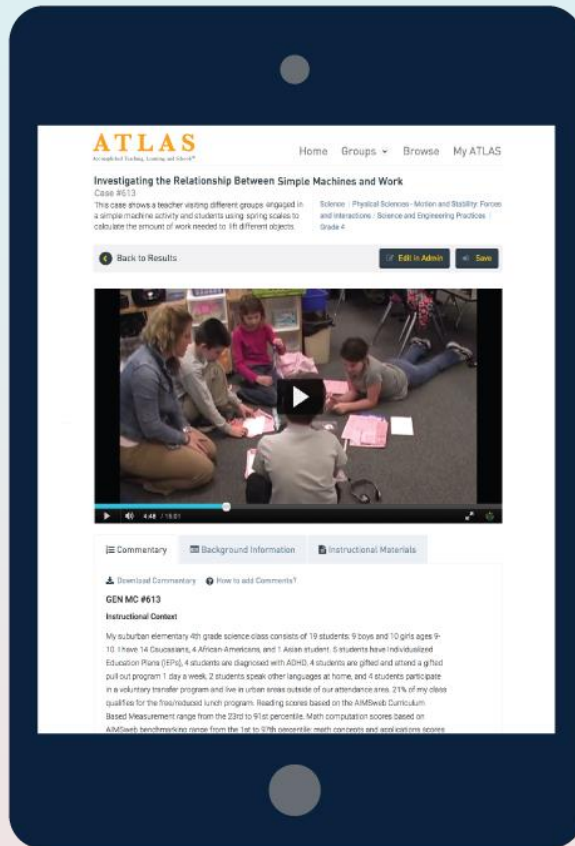 ATLAS
Accomplished Teaching, Learning and Schools®
Home Groups Browse My ATLAS
Investigating the Relationship Between Simple Machines and Work
Case #613
This case shows a teacher visiting different groups engaged in
a simple machine activity and students using spring scales to
calculate the amount of work needed to lift different objects.
Science | Physical Sciences - Motion and Stability: Forces
and Interactions | Science and Engineering Practices |
Grade 4
Back to Results
Edit in Admin
Save
4:48 / 15:01
Commentary
Background Information
Instructional Materials
Download Commentary How to add Comments?
GEN MC #613
Instructional Context
My suburban elementary 4th grade science class consists of 19 students: 9 boys and 10 girls ages 9-
10. I have 14 Caucasians, 4 African-Americans, and 1 Asian student. 5 students have Individualized
Education Plans (IEPs), 4 students are diagnosed with ADHD, 4 students are gifted and attend a gifted
pull out program 1 day a week, 2 students speak other languages at home, and 4 students participate
in a voluntary transfer program and live in urban areas outside of our attendance area. 21% of my class
qualifies for the free/reduced lunch program. Reading scores based on the AIMSweb Curriculum
Based Measurement range from the 23rd to 91st percentile. Math computation scores based on
AIMSweb benchmarking range from the 1st to 97th percentile; math concepts and applications scores